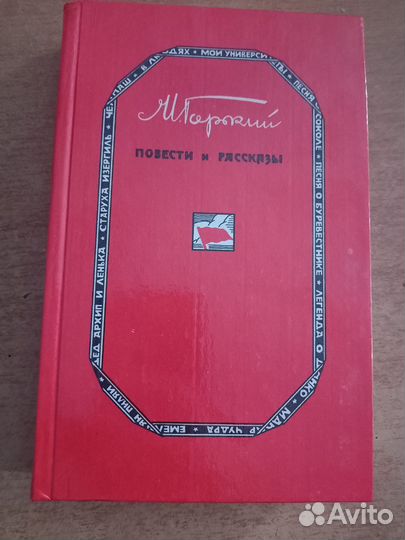 М Горький
ПОВЕСТИ и РАССКАЗЫ
В ЛЮДЯХ * МОИ УНИВЕРСИТЕТЫ * ПЕСНЯ О СОКОЛЕ * ПЕСНЯ О БУРЕВЕСТНИКЕ * ЛЕГЕНДА О ДАНКО * МАКАР ЧУДРА * ЕМЕЛЬЯН ПИЛЯЙ * ДЕД АРХИП И ЛЕНЬКА * СТАРУХА ИЗЕРГИЛЬ * ЧЕЛКАШ *
Avito